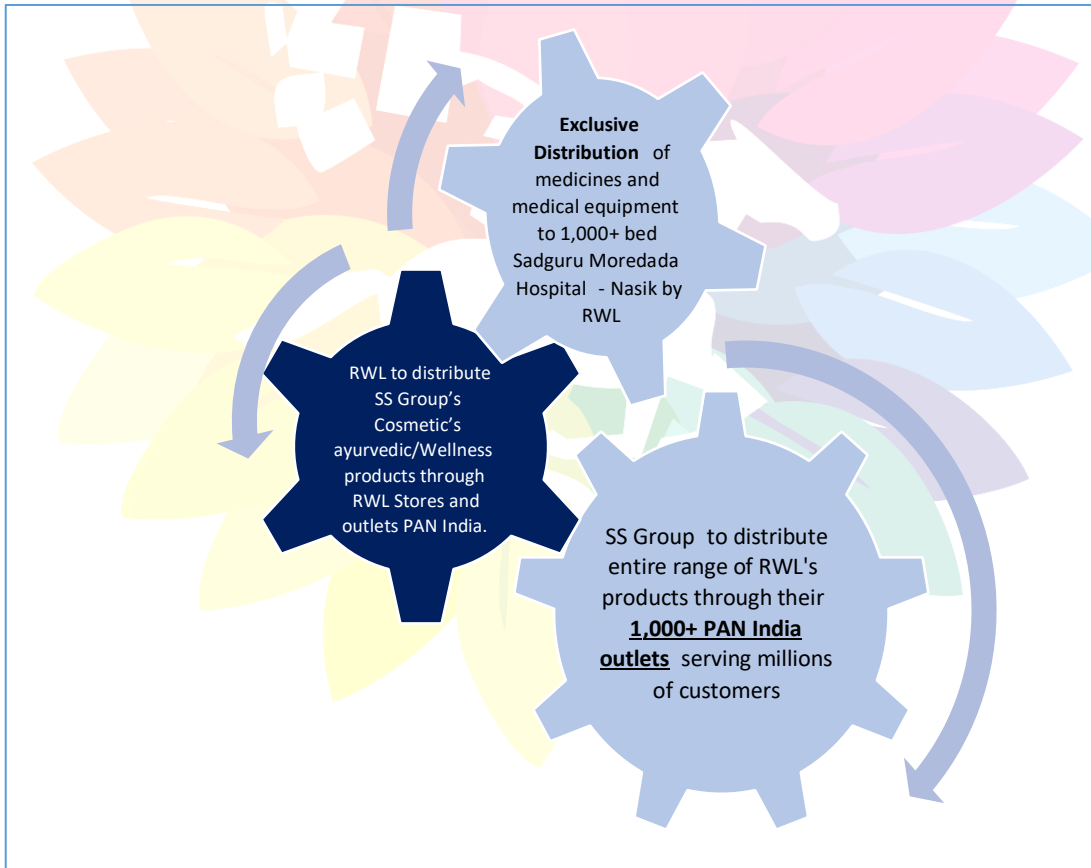 Exclusive
Distribution of
medicines and
medical equipment
to 1,000+ bed
Sadguru Moredada
Hospital - Nasik by
RWL
RWL to distribute
SS Group’s
Cosmetic’s
ayurvedic/Wellness
products through
RWL Stores and
outlets PAN India.
SS Group to distribute
entire range of RWL's
products through their
1,000+ PAN India
outlets serving millions
of customers